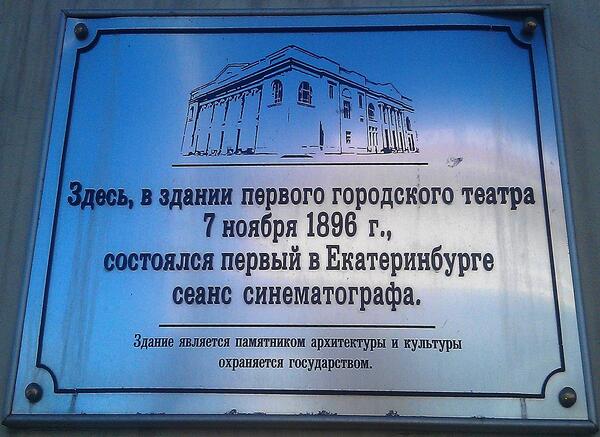 Здесь, в здании первого городского театра
7 ноября 1896 г.,
состоялся первый в Екатеринбурге
сеанс синематографа.
Здание является памятником архитектуры и культуры
охраняется государством.